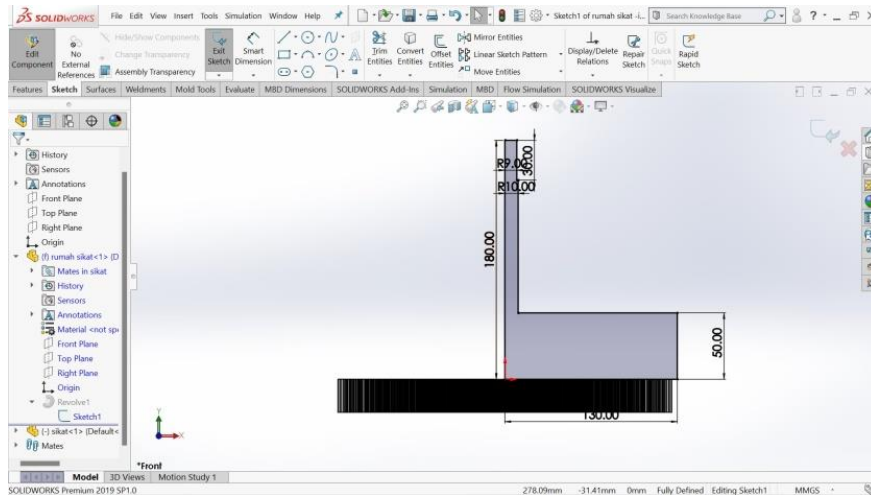 SOLIDWORKS File Edit View Insert Tools Simulation Window Help Sketch1 of rumah sikat -i... Search Knowledge Base
Edit Component
No External References
Hide/Show Components
Change Transparency
Assembly Transparency
Exit Sketch
Smart Dimension
Trim Entities
Convert Entities
Offset Entities
Mirror Entities
Linear Sketch Pattern
Move Entities
Display/Delete Relations
Repair Sketch
Quick Snaps
Rapid Sketch
Features Sketch Surfaces Weldments Mold Tools Evaluate MBD Dimensions SOLIDWORKS Add-Ins Simulation MBD Flow Simulation SOLIDWORKS Visualize
History
Sensors
Annotations
Front Plane
Top Plane
Right Plane
Origin
(f) rumah sikat<1> (D
Mates in sikat
History
Sensors
Annotations
Material <not sp
Front Plane
Top Plane
Right Plane
Origin
Revolve1
Sketch1
(-) sikat<1> (Default<
Mates
R9.00
30.00
R10.00
180.00
50.00
130.00
Y
X
*Front
Model 3D Views Motion Study 1
SOLIDWORKS Premium 2019 SP1.0 278.09mm -31.41mm 0mm Fully Defined Editing Sketch1 MMGS